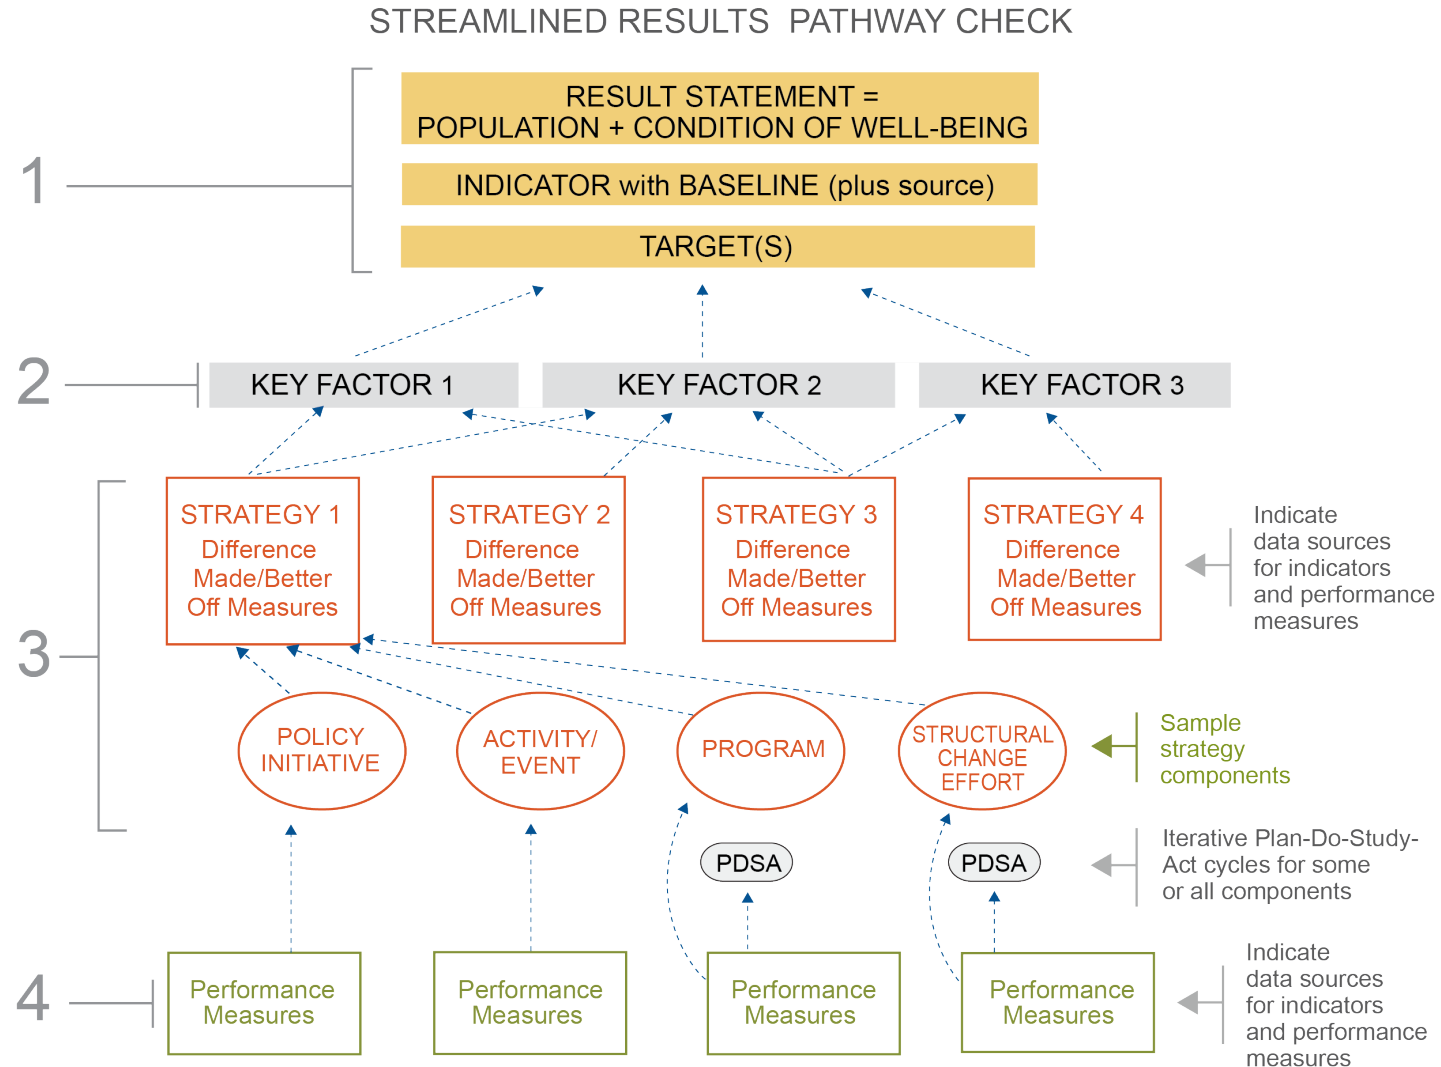 STREAMLINED RESULTS PATHWAY CHECK
1
RESULT STATEMENT =
POPULATION + CONDITION OF WELL-BEING
INDICATOR with BASELINE (plus source)
TARGET(S)
2
KEY FACTOR 1
KEY FACTOR 2
KEY FACTOR 3
3
STRATEGY 1
Difference
Made/Better
Off Measures
STRATEGY 2
Difference
Made/Better
Off Measures
STRATEGY 3
Difference
Made/Better
Off Measures
STRATEGY 4
Difference
Made/Better
Off Measures
Indicate
data sources
for indicators
and performance
measures
POLICY
INITIATIVE
ACTIVITY/
EVENT
PROGRAM
STRUCTURAL
CHANGE
EFFORT
Sample
strategy
components
PDSA
PDSA
Iterative Plan-Do-Study-
Act cycles for some
or all components
4
Performance
Measures
Performance
Measures
Performance
Measures
Performance
Measures
Indicate
data sources
for indicators
and performance
measures